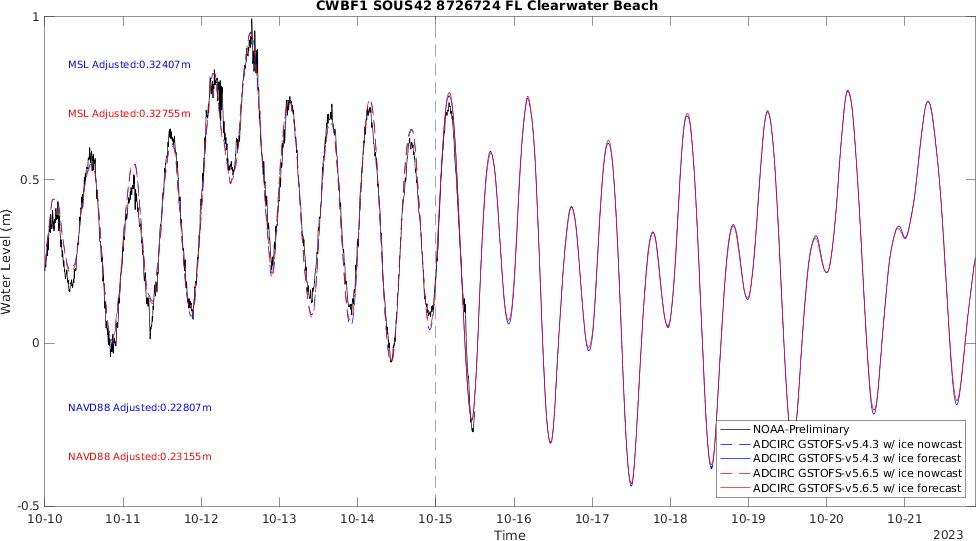 CWBF1 SOUS42 8726724 FL Clearwater Beach
1
MSL Adjusted:0.32407m
MSL Adjusted:0.32755m
0.5
Water Level (m)
0
NAVD88 Adjusted:0.22807m
NAVD88 Adjusted:0.23155m
NOAA-Preliminary
ADCIRC GSTOFS-v5.4.3 w/ ice nowcast
ADCIRC GSTOFS-v5.4.3 w/ ice forecast
ADCIRC GSTOFS-v5.6.5 w/ ice nowcast
ADCIRC GSTOFS-v5.6.5 w/ ice forecast
-0.5
10-10 10-11 10-12 10-13 10-14 10-15 10-16 10-17 10-18 10-19 10-20 10-21
Time
2023